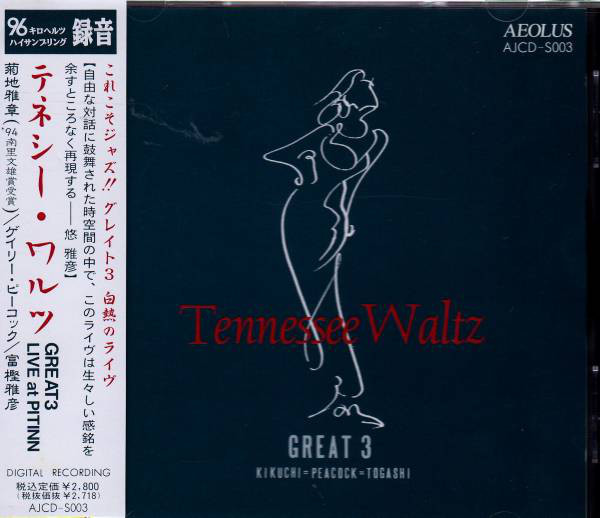 96キロヘルツ
ハイサンプリング
録音
これこそジャズ!! グレイト3 白熱のライヴ
【自由な対話に鼓舞された時空間の中で、このライヴは生々しい感銘を
余すところなく再現する——悠 雅彦】
テネシー・ワルツ
GREAT3
LIVE at PITINN
菊地雅章('94南里文雄賞受賞)/ゲイリー・ピーコック/富樫雅彦
DIGITAL RECORDING
税込定価¥2,800
(税抜価格¥2,718)
AJCD-S003
AEOLUS
AJCD-S003
Tennessee Waltz
GREAT 3
KIKUCHI=PEACOCK=TOGASHI